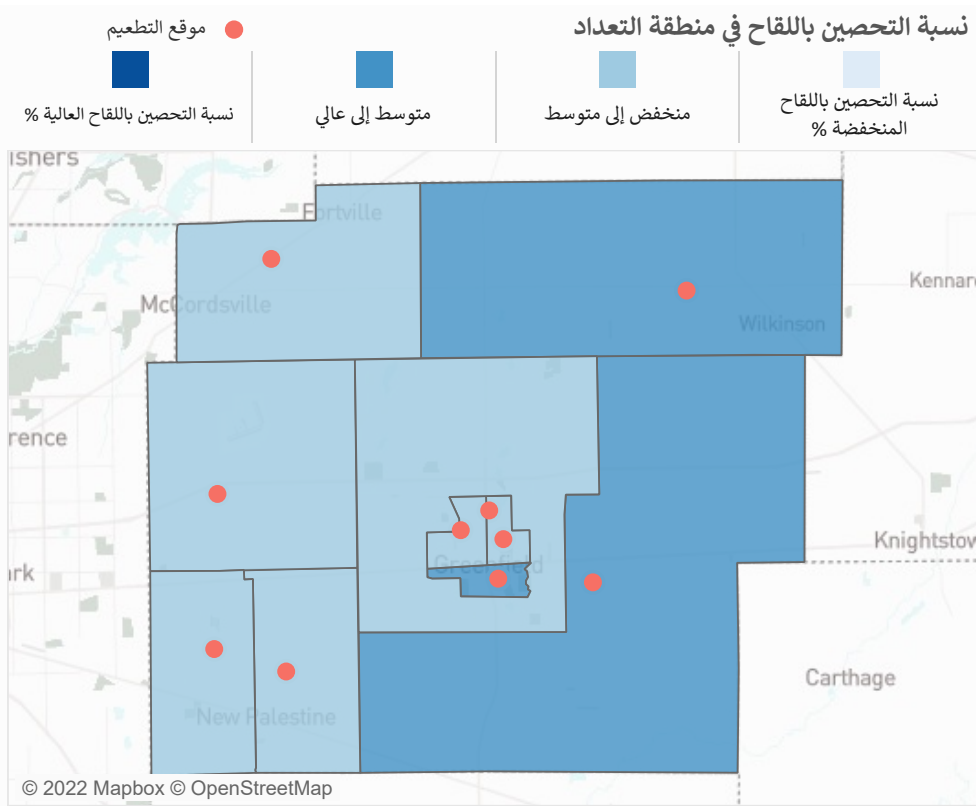 نسبة التحصين باللقاح في منطقة التعداد
موقع التطعيم
نسبة التحصين باللقاح
المنخفضة %
منخفض إلى متوسط
متوسط إلى عالي
نسبة التحصين باللقاح العالية %
ishers
Fortville
McCordsville
Kennar
Wilkinson
rence
Knightstow
Greenfield
rk
Carthage
New Palestine
© 2022 Mapbox © OpenStreetMap